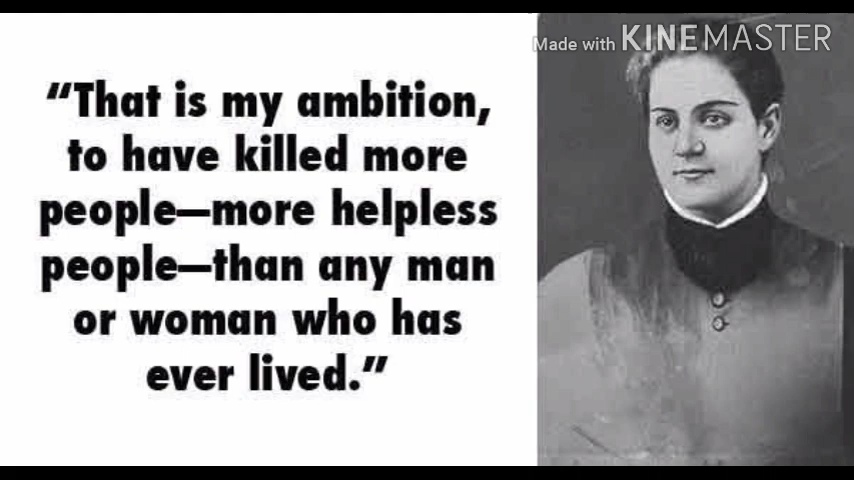 Made with KINEMASTER
“That is my ambition,
to have killed more
people—more helpless
people—than any man
or woman who has
ever lived.”